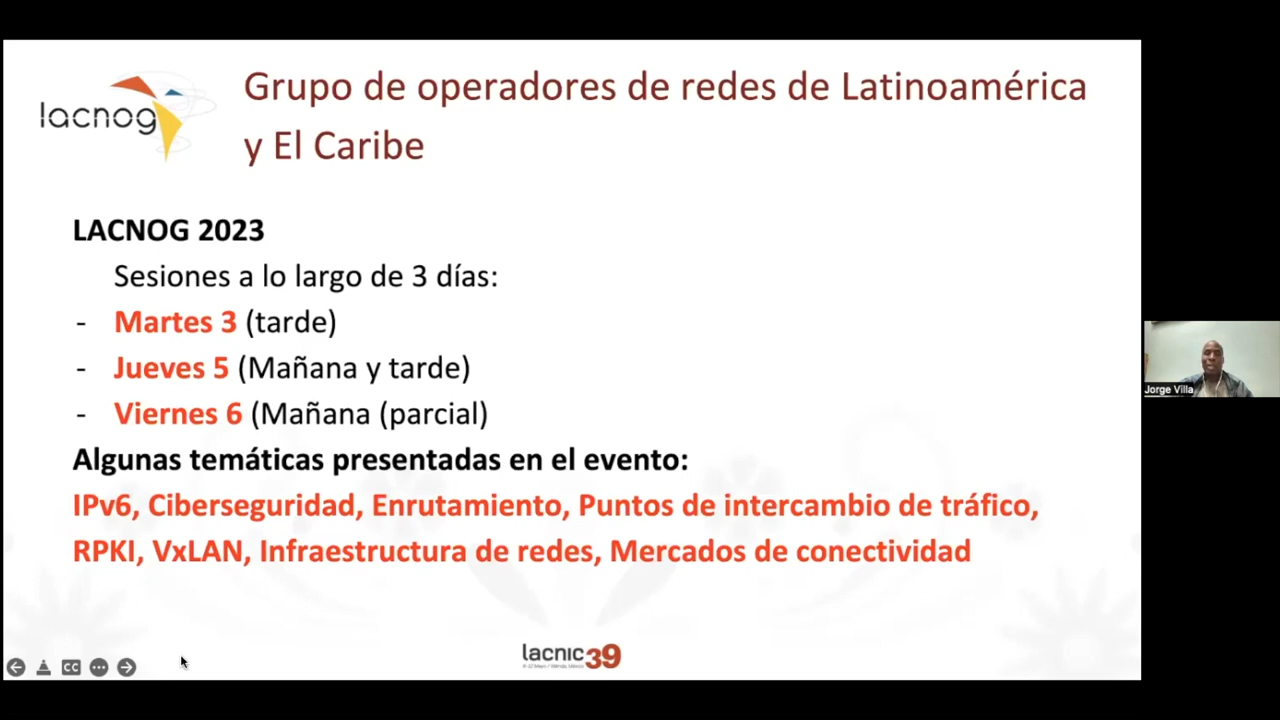 lacnog
Grupo de operadores de redes de Latinoamérica
y El Caribe
LACNOG 2023
Sesiones a lo largo de 3 días:
- Martes 3 (tarde)
- Jueves 5 (Mañana y tarde)
- Viernes 6 (Mañana (parcial)
Algunas temáticas presentadas en el evento:
IPv6, Ciberseguridad, Enrutamiento, Puntos de intercambio de tráfico,
RPKI, VxLAN, Infraestructura de redes, Mercados de conectividad
Jorge Villa
lacnic39
CC